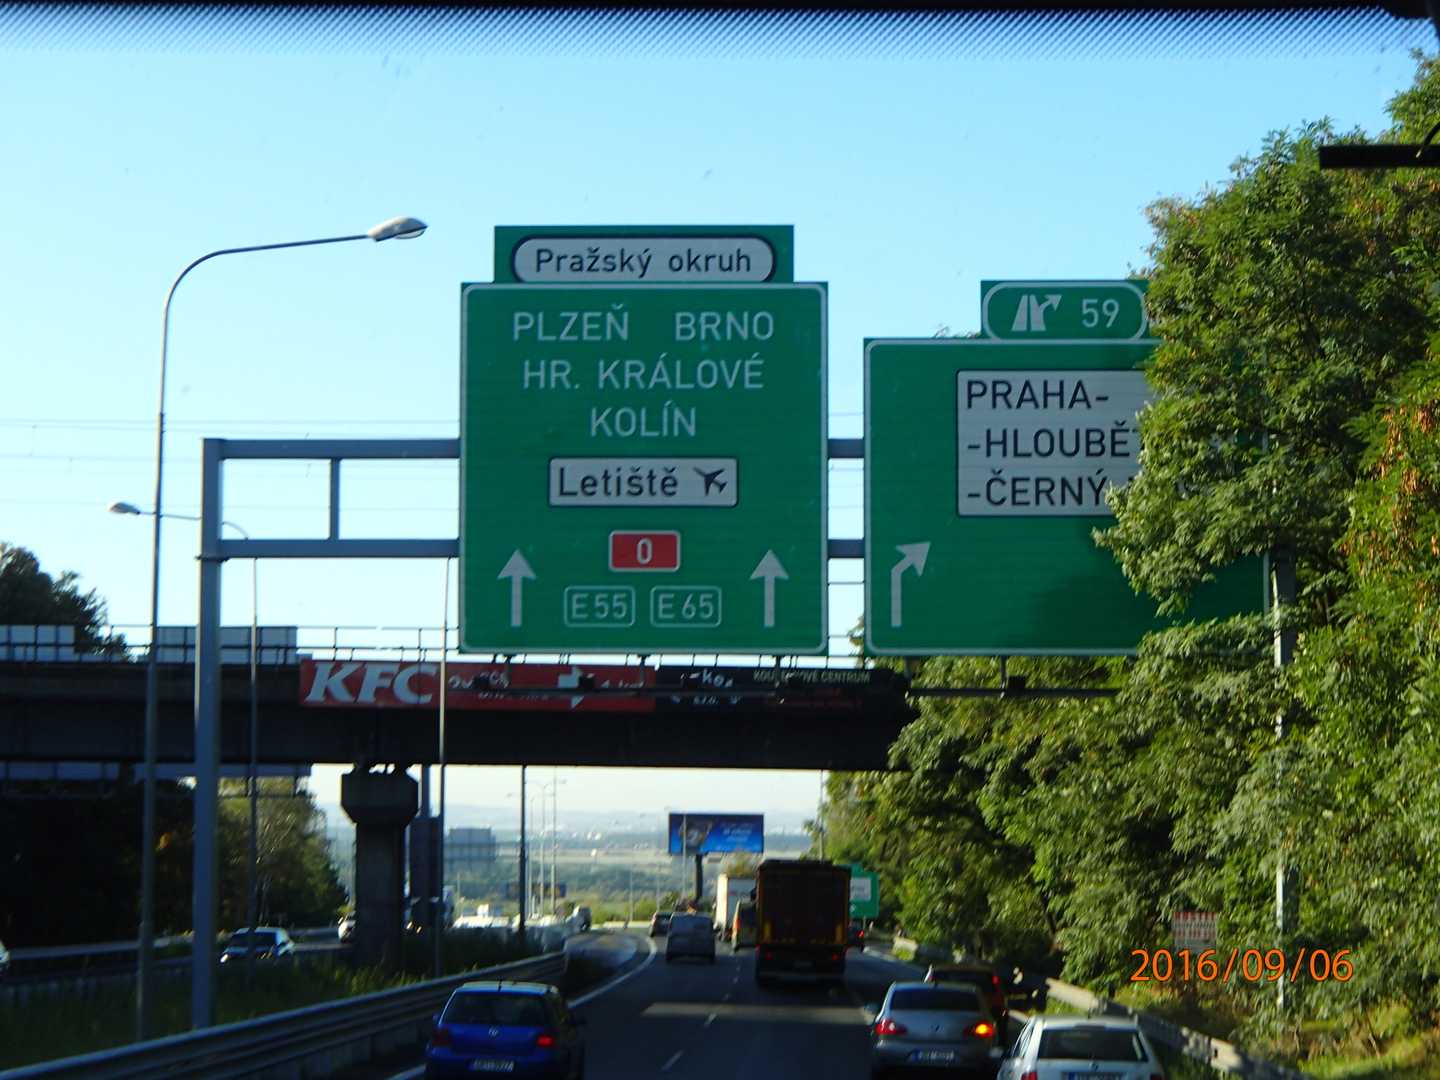 Pražský okruh
PLZEŇ BRNO
HR. KRÁLOVÉ
KOLÍN
Letiště
0
E55 E65
59
PRAHA-
-HLOUBĚ
-ČERNÝ
KFC
CENTRUM
2016/09/06